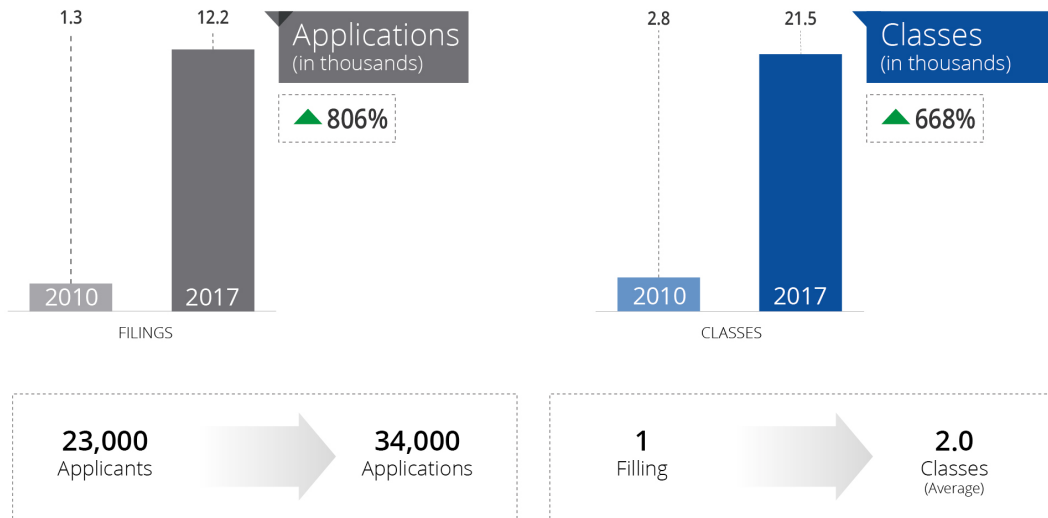 1.3
12.2
Applications
(in thousands)
806%
2010
2017
FILINGS
2.8
21.5
Classes
(in thousands)
668%
2010
2017
CLASSES
23,000
Applicants
34,000
Applications
1
Filling
2.0
Classes
(Average)